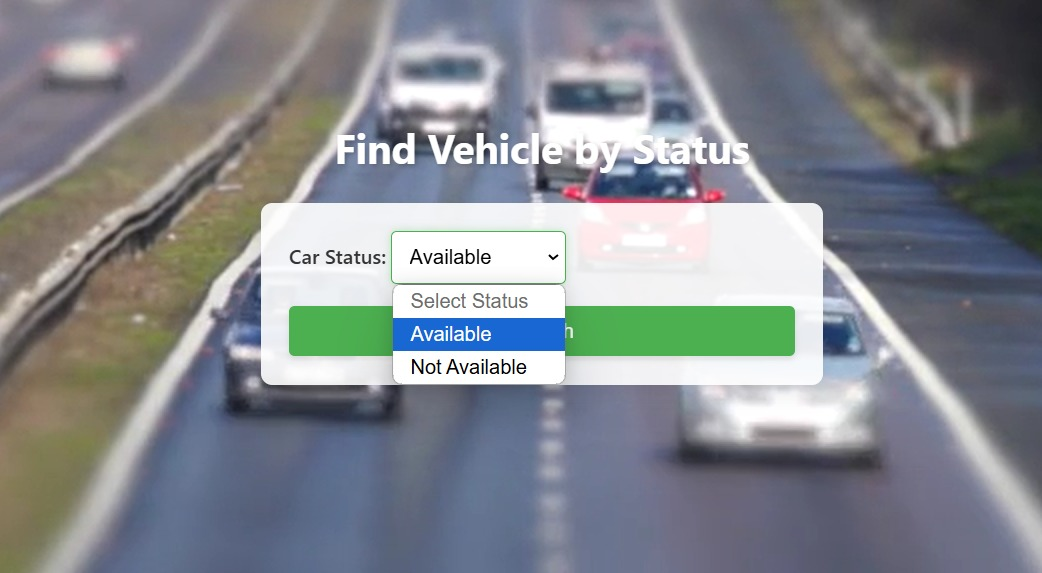 Find Vehicle by Status
Car Status: Available
Select Status
Available
Not Available